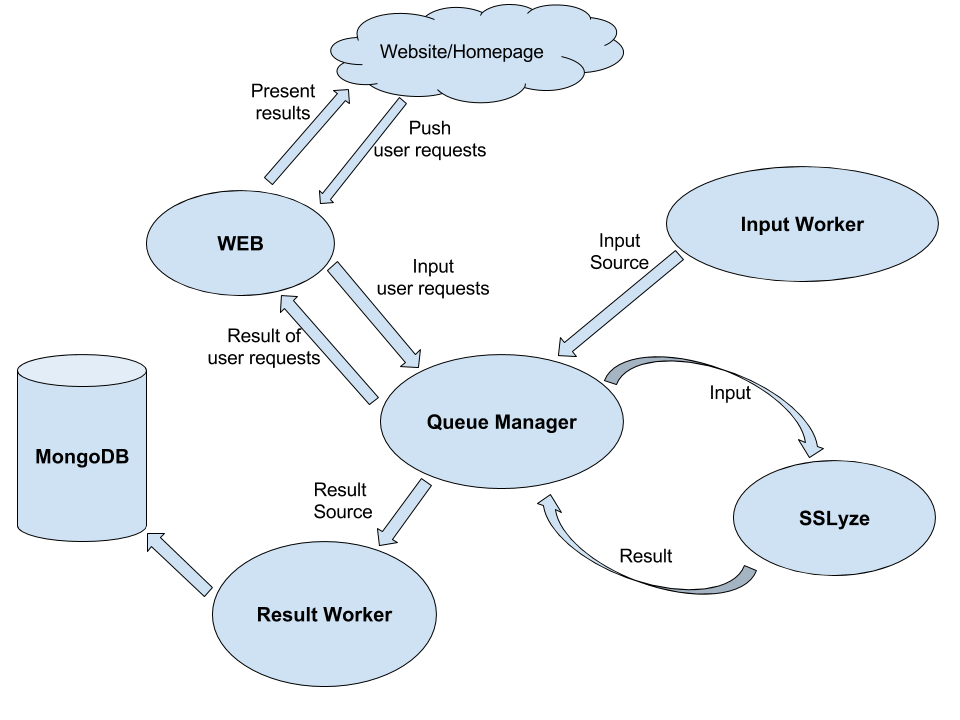 Website/Homepage
Present
results
Push
user requests
WEB
Input Worker
Input
Source
Input
user requests
Result of
user requests
Queue Manager
Input
MongoDB
SSLyze
Result
Source
Result
Result Worker